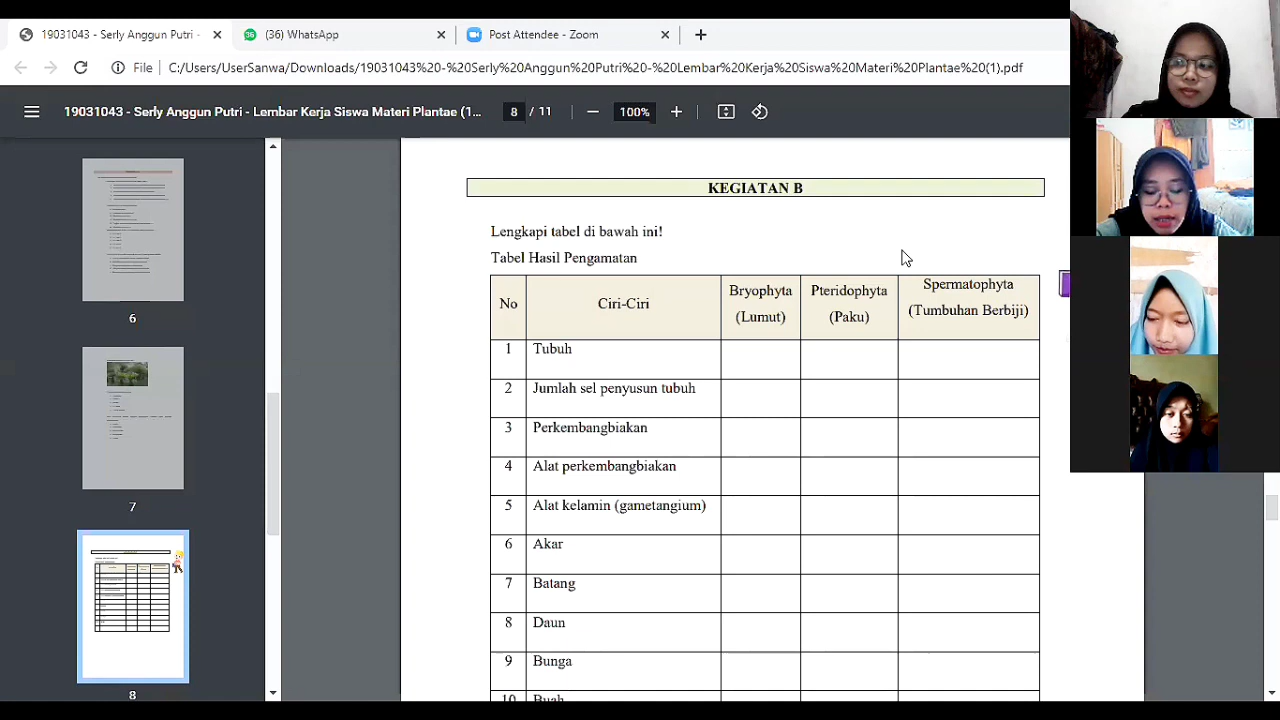 19031043 - Serly Anggun Putri -
(36) WhatsApp
Post Attendee - Zoom
File
C:/Users/UserSanwa/Downloads/19031043%20-%20Serly%20Anggun%20Putri%20-%20Lembar%20Kerja%20Siswa%20Materi%20Plantae%20(1).pdf
19031043 - Serly Anggun Putri - Lembar Kerja Siswa Materi Plantae (1...
8 / 11
100%
6
7
8
KEGIATAN B
Lengkapi tabel di bawah ini!
Tabel Hasil Pengamatan
No
Ciri-Ciri
Bryophyta
(Lumut)
Pteridophyta
(Paku)
Spermatophyta
(Tumbuhan Berbiji)
1 Tubuh
2 Jumlah sel penyusun tubuh
3 Perkembangbiakan
4 Alat perkembangbiakan
5 Alat kelamin (gametangium)
6 Akar
7 Batang
8 Daun
9 Bunga
10 Buah